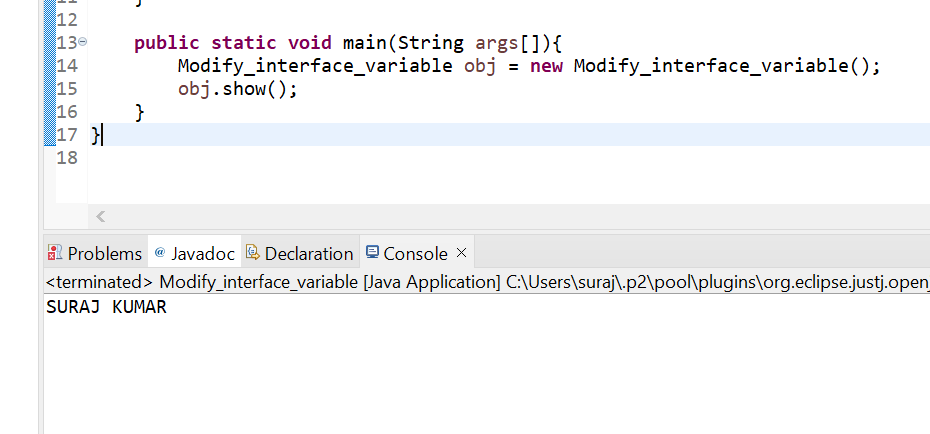 11 }
12
13 public static void main(String args[]){
14 Modify_interface_variable obj = new Modify_interface_variable();
15 obj.show();
16 }
17 }
18
Problems @ Javadoc Declaration Console
<terminated> Modify_interface_variable [Java Application] C:\Users\suraj\.p2\pool\plugins\org.eclipse.justj.open
SURAJ KUMAR